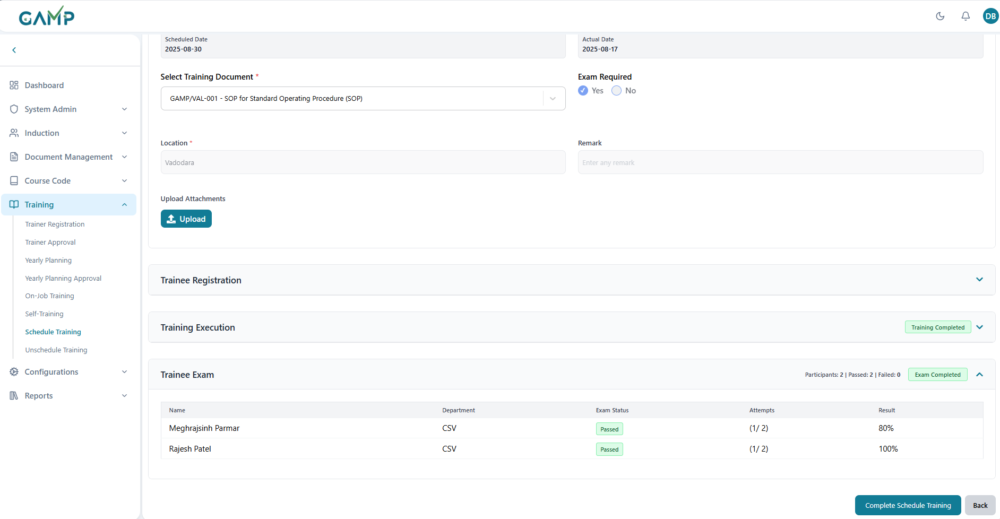 GAMP
DB
Dashboard
System Admin
Induction
Document Management
Course Code
Training
Trainer Registration
Trainer Approval
Yearly Planning
Yearly Planning Approval
On-Job Training
Self-Training
Schedule Training
Unschedule Training
Configurations
Reports
Scheduled Date
2025-08-30
Actual Date
2025-08-17
Select Training Document *
GAMP/VAL-001 - SOP for Standard Operating Procedure (SOP)
Exam Required
Yes No
Location *
Vadodara
Remark
Enter any remark
Upload Attachments
Upload
Trainee Registration
Training Execution
Training Completed
Trainee Exam
Participants: 2 | Passed: 2 | Failed: 0
Exam Completed
Name Department Exam Status Attempts Result
Meghrajsinh Parmar CSV Passed (1/ 2) 80%
Rajesh Patel CSV Passed (1/ 2) 100%
Complete Schedule Training
Back